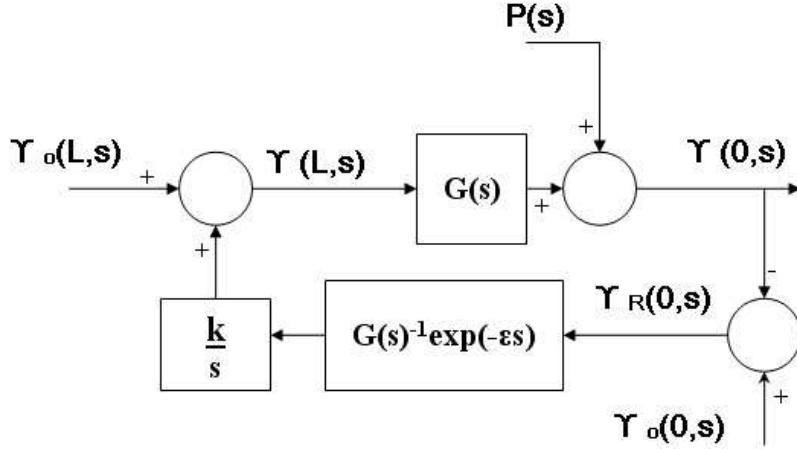 P(s)
ϒ o(L,s)
+
ϒ (L,s)
G(s)
+
+
ϒ (0,s)
+
-
k
s
G(s)-1exp(-εs)
ϒ R(0,s)
+
ϒ o(0,s)